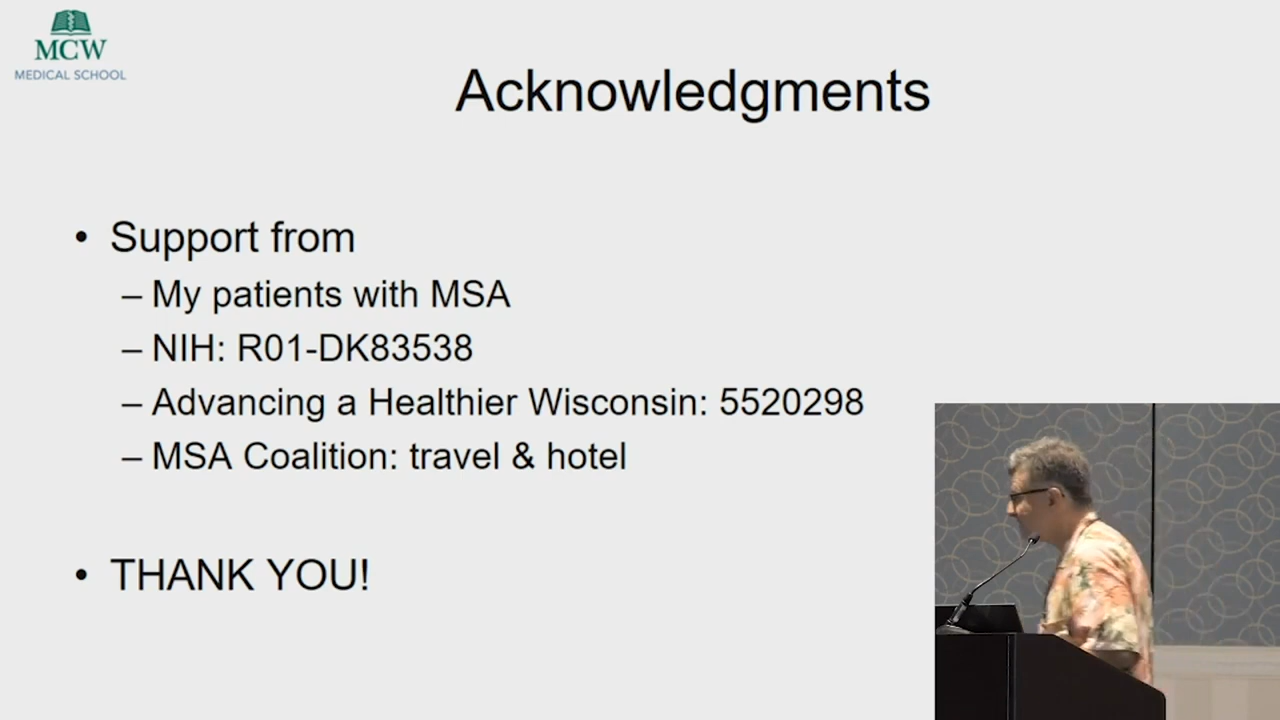 MCW
MEDICAL SCHOOL
Acknowledgments
• Support from
– My patients with MSA
– NIH: R01-DK83538
– Advancing a Healthier Wisconsin: 5520298
– MSA Coalition: travel & hotel
• THANK YOU!